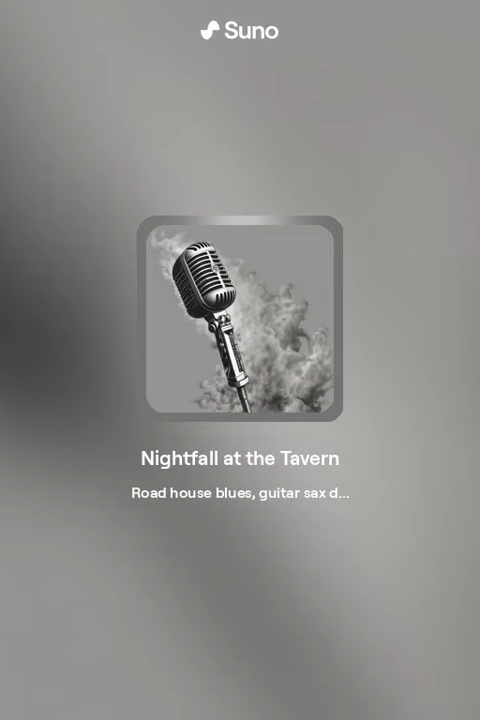 Suno
Nightfall at the Tavern
Road house blues, guitar sax d...